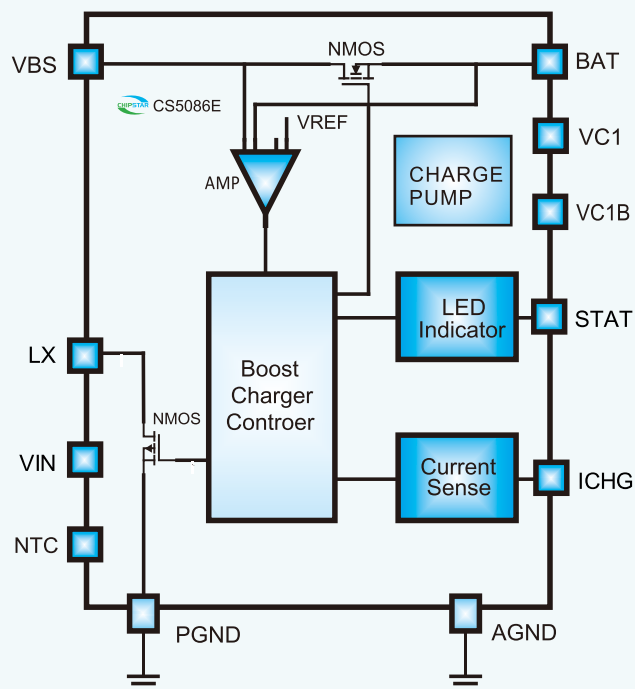 NMOS
VBS
BAT
CHIPSTAR CS5086E
VREF
VC1
AMP
CHARGE
PUMP
VC1B
LED
Indicator
STAT
LX
Boost
Charger
Controer
NMOS
VIN
Current
Sense
ICHG
NTC
PGND
AGND